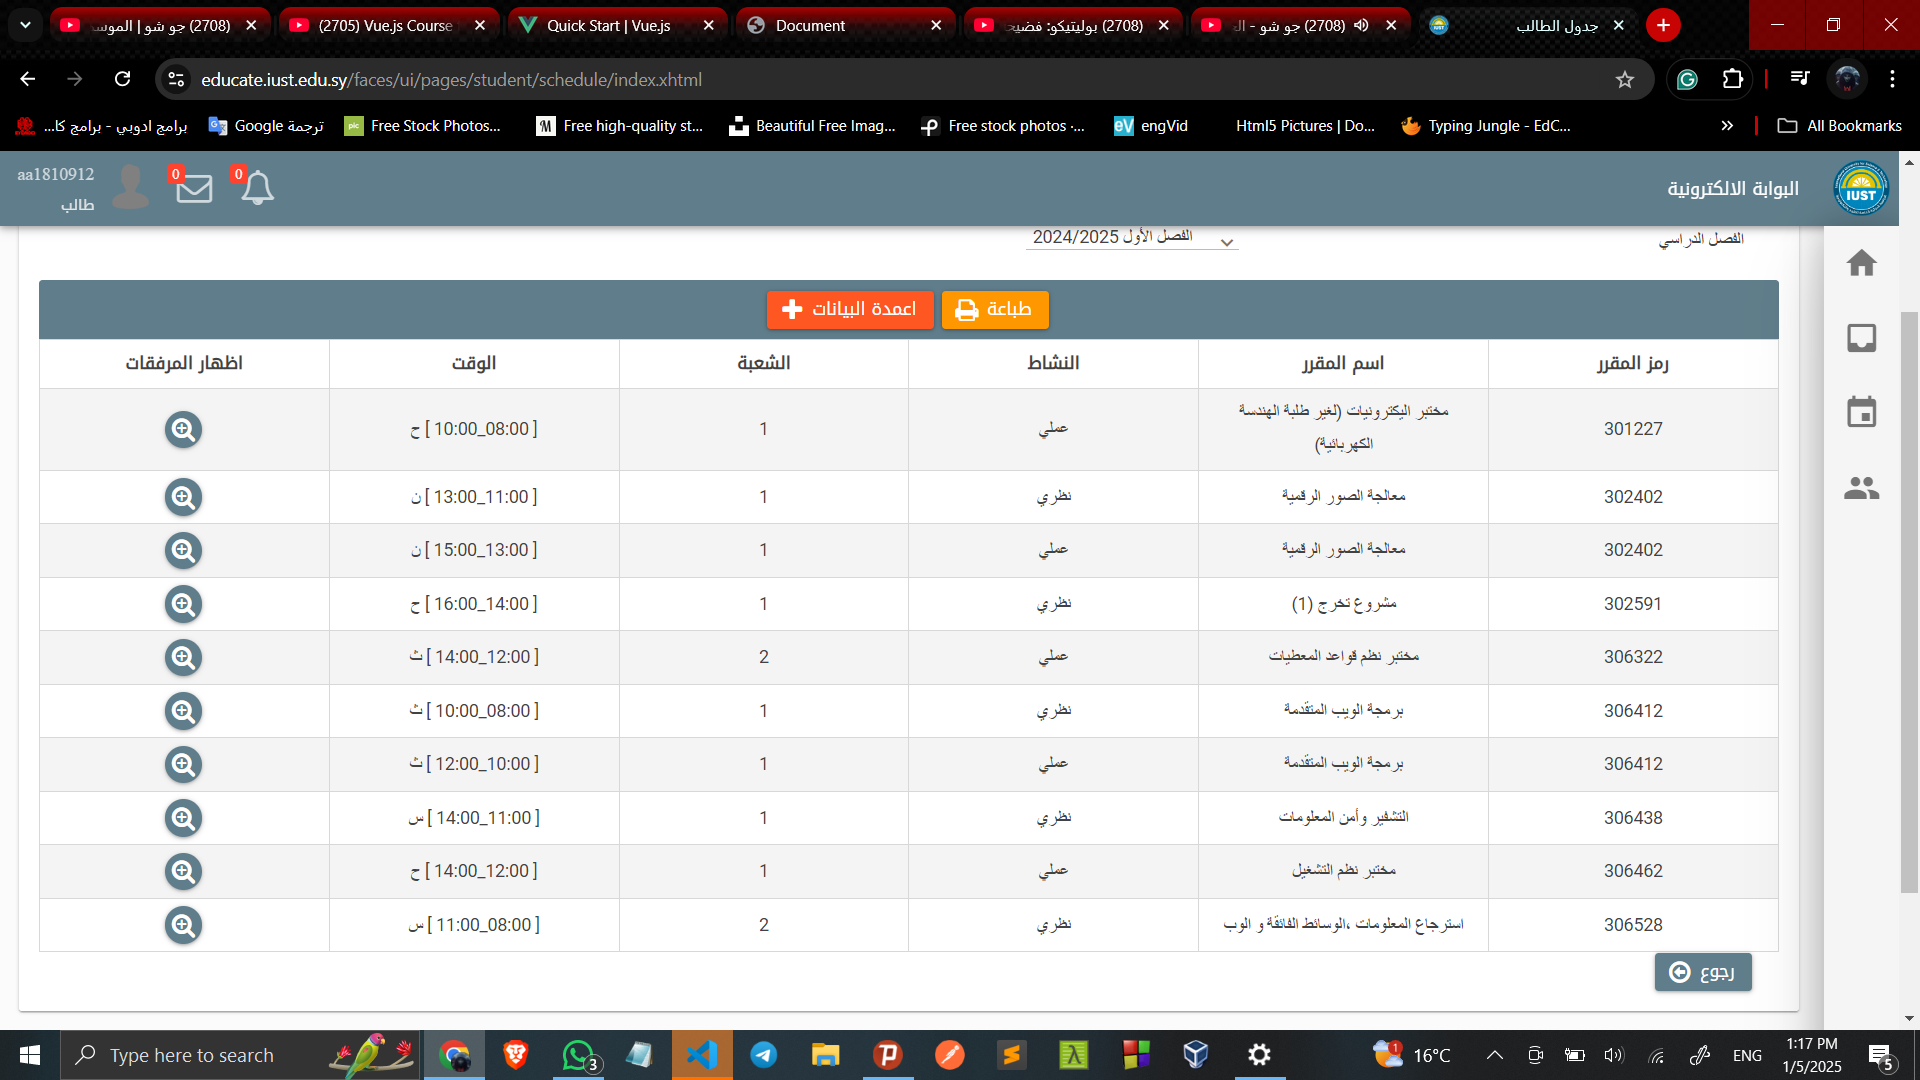 (2708) جو شو | الموسـ
(2705) Vue.js Course
Quick Start | Vue.js
Document
(2708) بوليتيكو: فضيحـ
(2708) جو شو - الـ
جدول الطالب
educate.iust.edu.sy/faces/ui/pages/student/schedule/index.xhtml
برامج ادوبي - برامج كا...
Google ترجمة
pic
Free Stock Photos...
Free high-quality st...
Beautiful Free Imag...
Free stock photos ·...
eV
engVid
Html5 Pictures | Do...
Typing Jungle - EdC...
All Bookmarks
aa1810912
طالب
0
0
البوابة الالكترونية
IUST
الفصل الدراسي
الفصل الأول 2024/2025
طباعة
اعمدة البيانات
رمز المقرر اسم المقرر النشاط الشعبة الوقت اظهار المرفقات
301227 مختبر اليكترونيات (لغير طلبة الهندسة الكهربائية) عملي 1 ح [ 10:00_08:00 ]
302402 معالجة الصور الرقمية نظري 1 ن [ 13:00_11:00 ]
302402 معالجة الصور الرقمية عملي 1 ن [ 15:00_13:00 ]
302591 مشروع تخرج (1) نظري 1 ح [ 16:00_14:00 ]
306322 مختبر نظم قواعد المعطيات عملي 2 ث [ 14:00_12:00 ]
306412 برمجة الويب المتقدمة نظري 1 ث [ 10:00_08:00 ]
306412 برمجة الويب المتقدمة عملي 1 ث [ 12:00_10:00 ]
306438 التشفير وأمن المعلومات نظري 1 س [ 14:00_11:00 ]
306462 مختبر نظم التشغيل عملي 1 ح [ 14:00_12:00 ]
306528 استرجاع المعلومات ،الوسائط الفائقة و الوب نظري 2 س [ 11:00_08:00 ]
رجوع
Type here to search
3
1
16°C
ENG
1:17 PM
1/5/2025
5